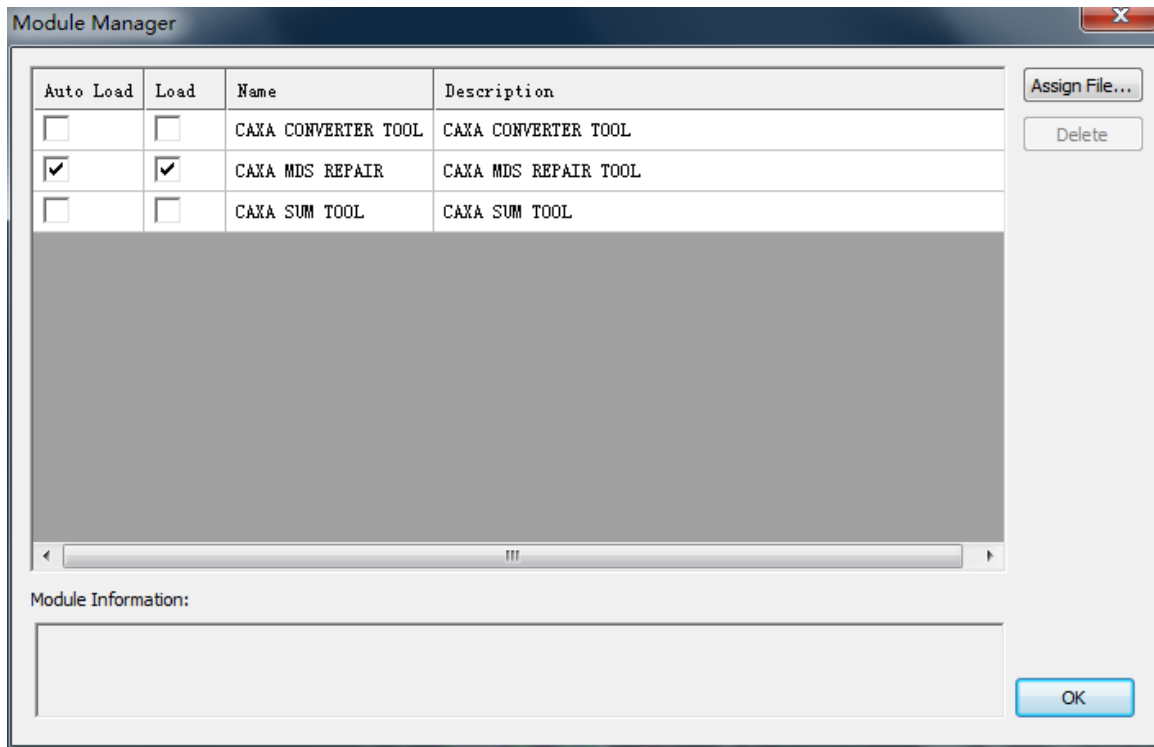 Module Manager
Auto Load Load Name Description
Assign File...
CAXA CONVERTER TOOL CAXA CONVERTER TOOL
Delete
CAXA MDS REPAIR CAXA MDS REPAIR TOOL
CAXA SUM TOOL CAXA SUM TOOL
Module Information:
OK